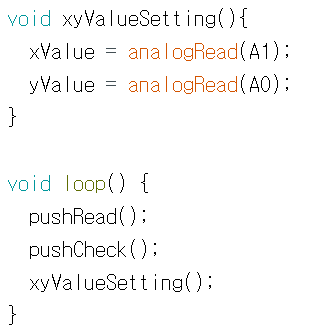 void xyValueSetting(){
  xValue = analogRead(A1);
  yValue = analogRead(A0);
}

void loop() {
  pushRead();
  pushCheck();
  xyValueSetting();
}